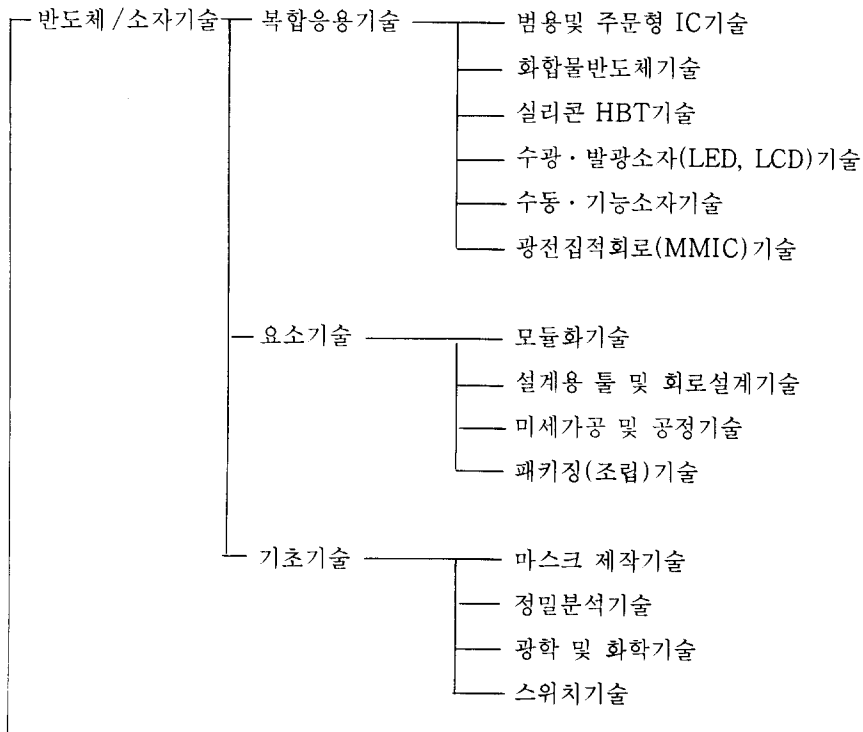 반도체/소자기술 복합응용기술 범용및 주문형 IC기술
화합물반도체기술
실리콘 HBT기술
수광·발광소자(LED, LCD)기술
수동·기능소자기술
광전집적회로(MMIC)기술
요소기술 모듈화기술
설계용 툴 및 회로설계기술
미세가공 및 공정기술
패키징(조립)기술
기초기술 마스크 제작기술
정밀분석기술
광학 및 화학기술
스위치기술